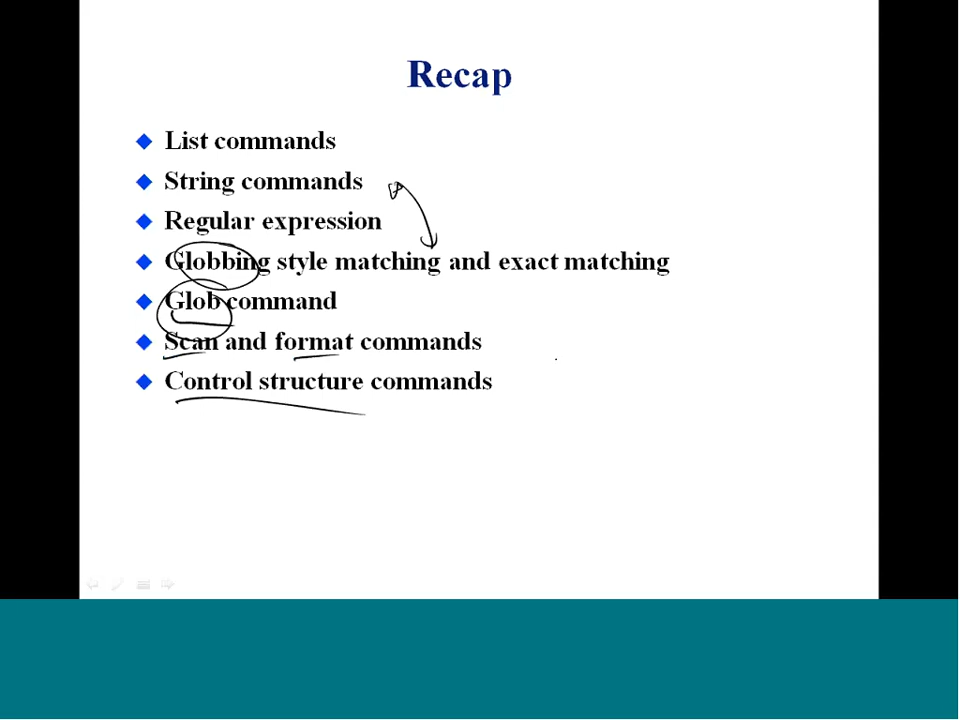 Recap
List commands
String commands
Regular expression
Globbing style matching and exact matching
Glob command
Scan and format commands
Control structure commands